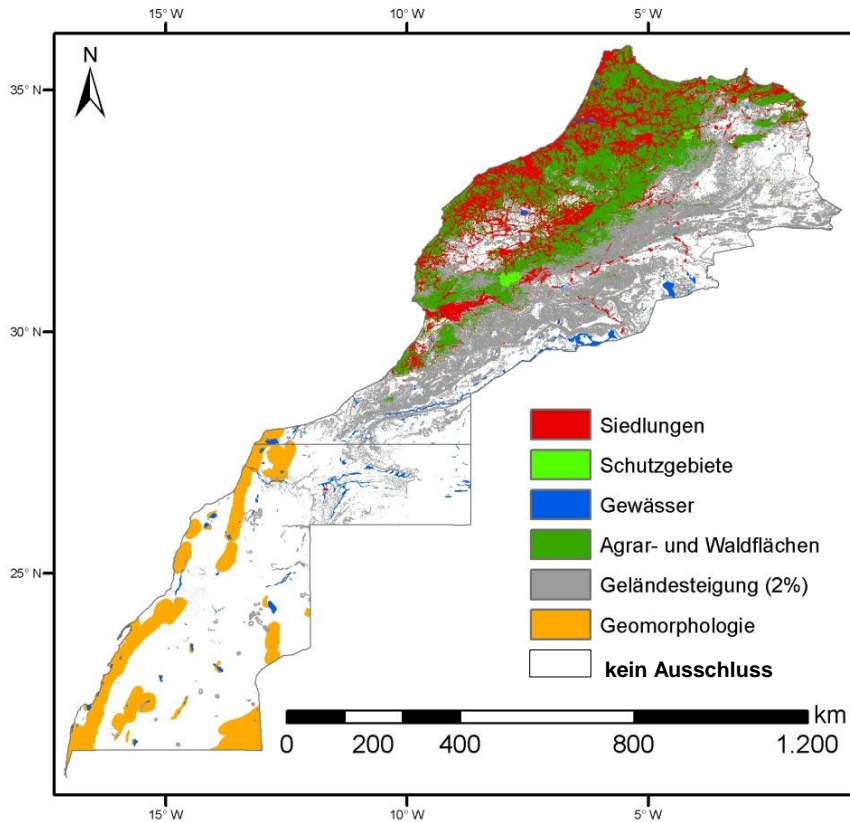 15° W
10° W
5° W
N
35° N
30° N
25° N
Siedlungen
Schutzgebiete
Gewässer
Agrar- und Waldflächen
Geländesteigung (2%)
Geomorphologie
kein Ausschluss
km
0 200 400 800 1.200
15° W
10° W
5° W